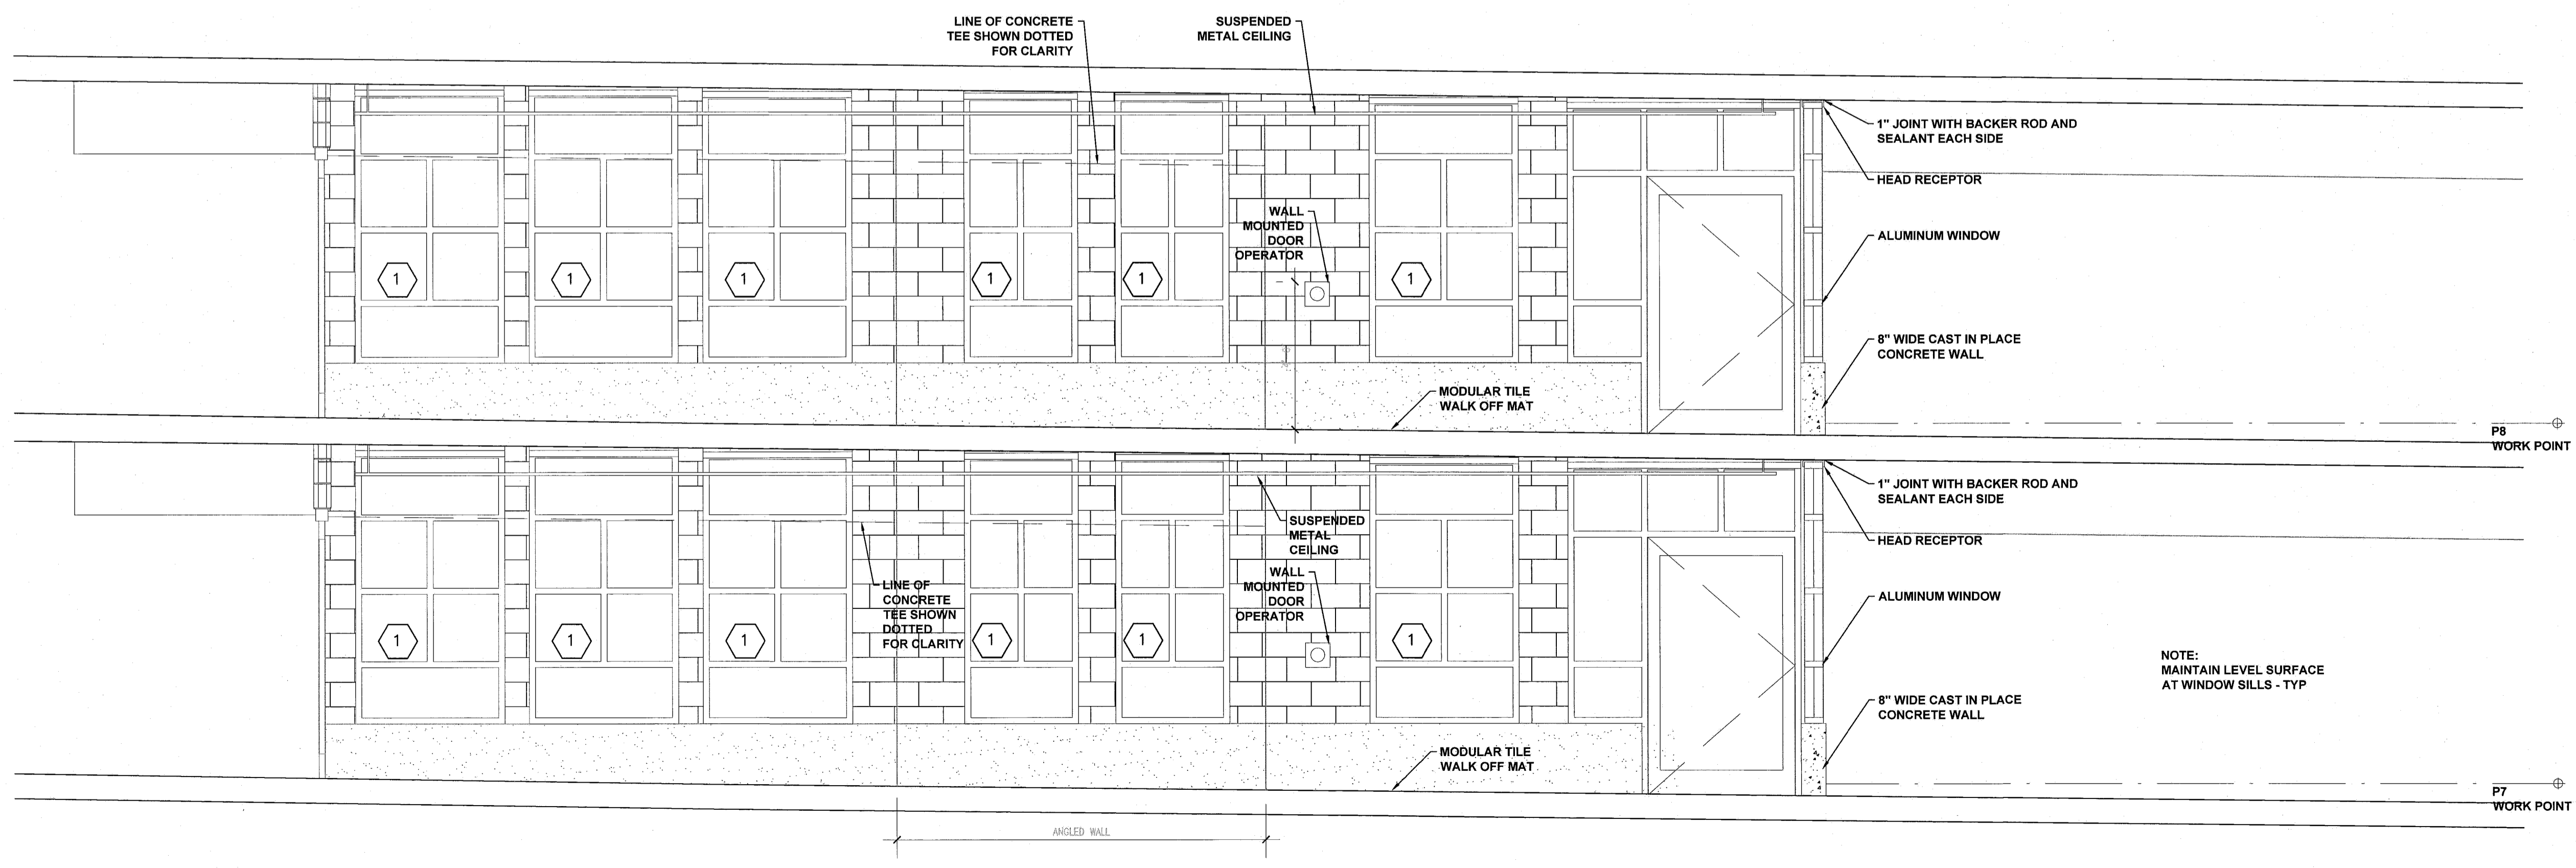 LINE OF CONCRETE
TEE SHOWN DOTTED
FOR CLARITY
SUSPENDED
METAL CEILING
1" JOINT WITH BACKER ROD AND
SEALANT EACH SIDE
HEAD RECEPTOR
WALL
MOUNTED
DOOR
OPERATOR
ALUMINUM WINDOW
1
1
1
1
1
1
8" WIDE CAST IN PLACE
CONCRETE WALL
MODULAR TILE
WALK OFF MAT
P8
WORK POINT
1" JOINT WITH BACKER ROD AND
SEALANT EACH SIDE
SUSPENDED
METAL
CEILING
HEAD RECEPTOR
LINE OF
CONCRETE
TEE SHOWN
DOTTED
FOR CLARITY
WALL
MOUNTED
DOOR
OPERATOR
ALUMINUM WINDOW
1
1
1
1
1
1
NOTE:
MAINTAIN LEVEL SURFACE
AT WINDOW SILLS - TYP
8" WIDE CAST IN PLACE
CONCRETE WALL
MODULAR TILE
WALK OFF MAT
P7
WORK POINT
ANGLED WALL